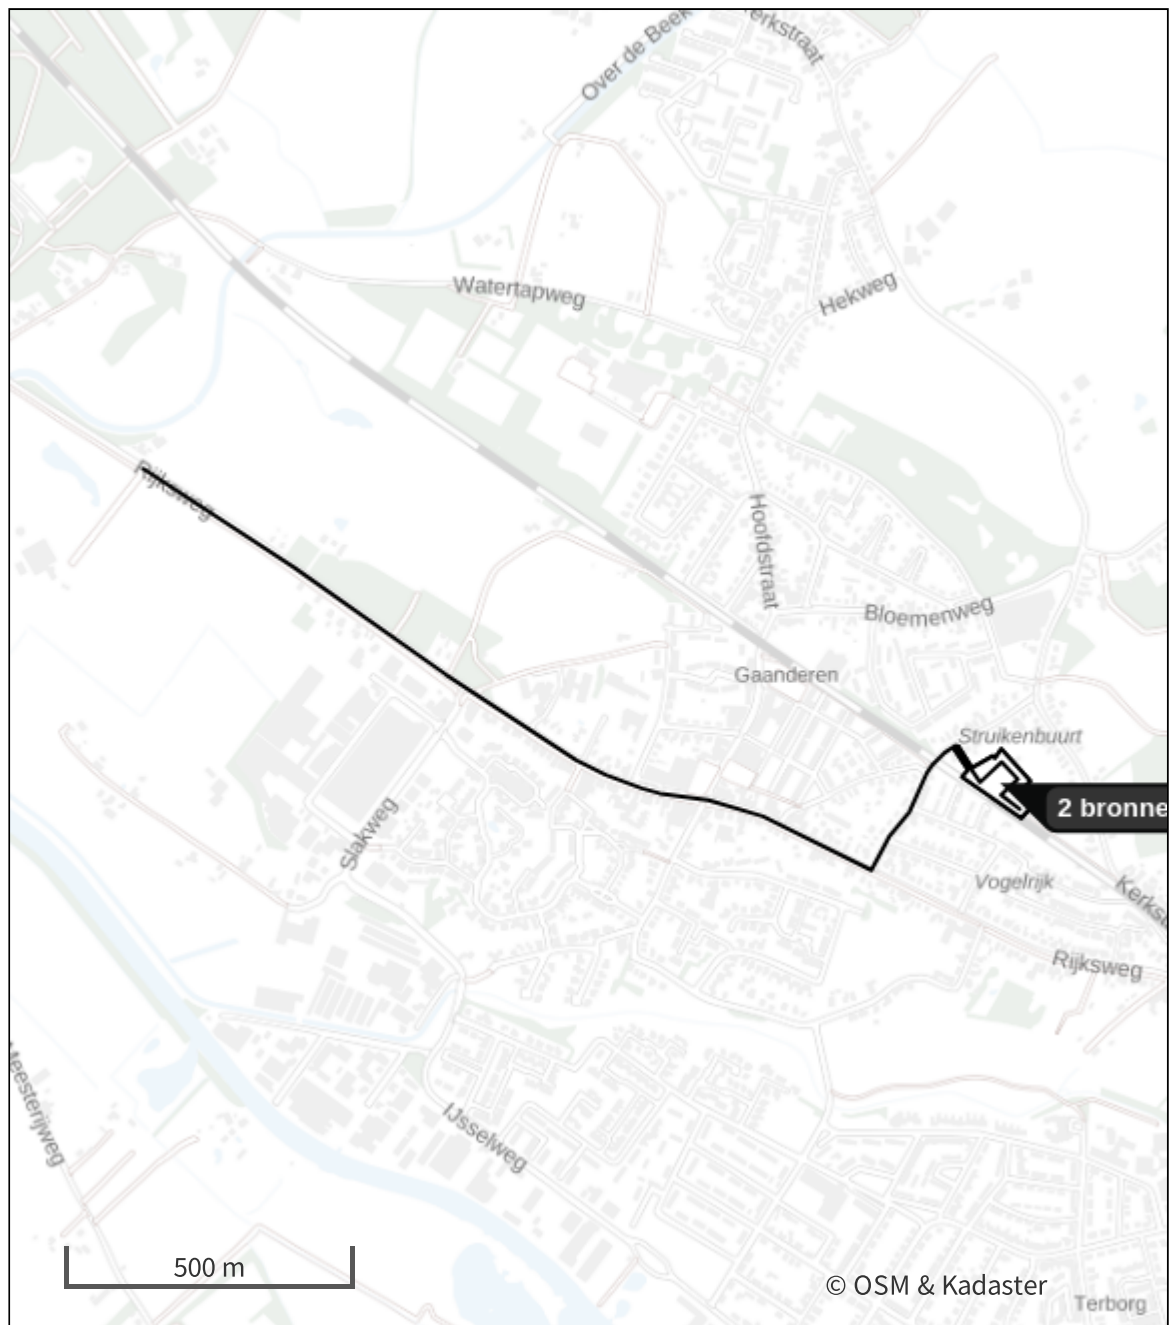 Over de Beek
Watertapweg
Hekweg
Rijksweg
Hoofdstraat
Bloemenweg
Gaanderen
Struikenbuurt
2 bronne
Slakweg
Vogelrijk
Rijksweg
IJsselweg
500 m
© OSM & Kadaster
Terborg